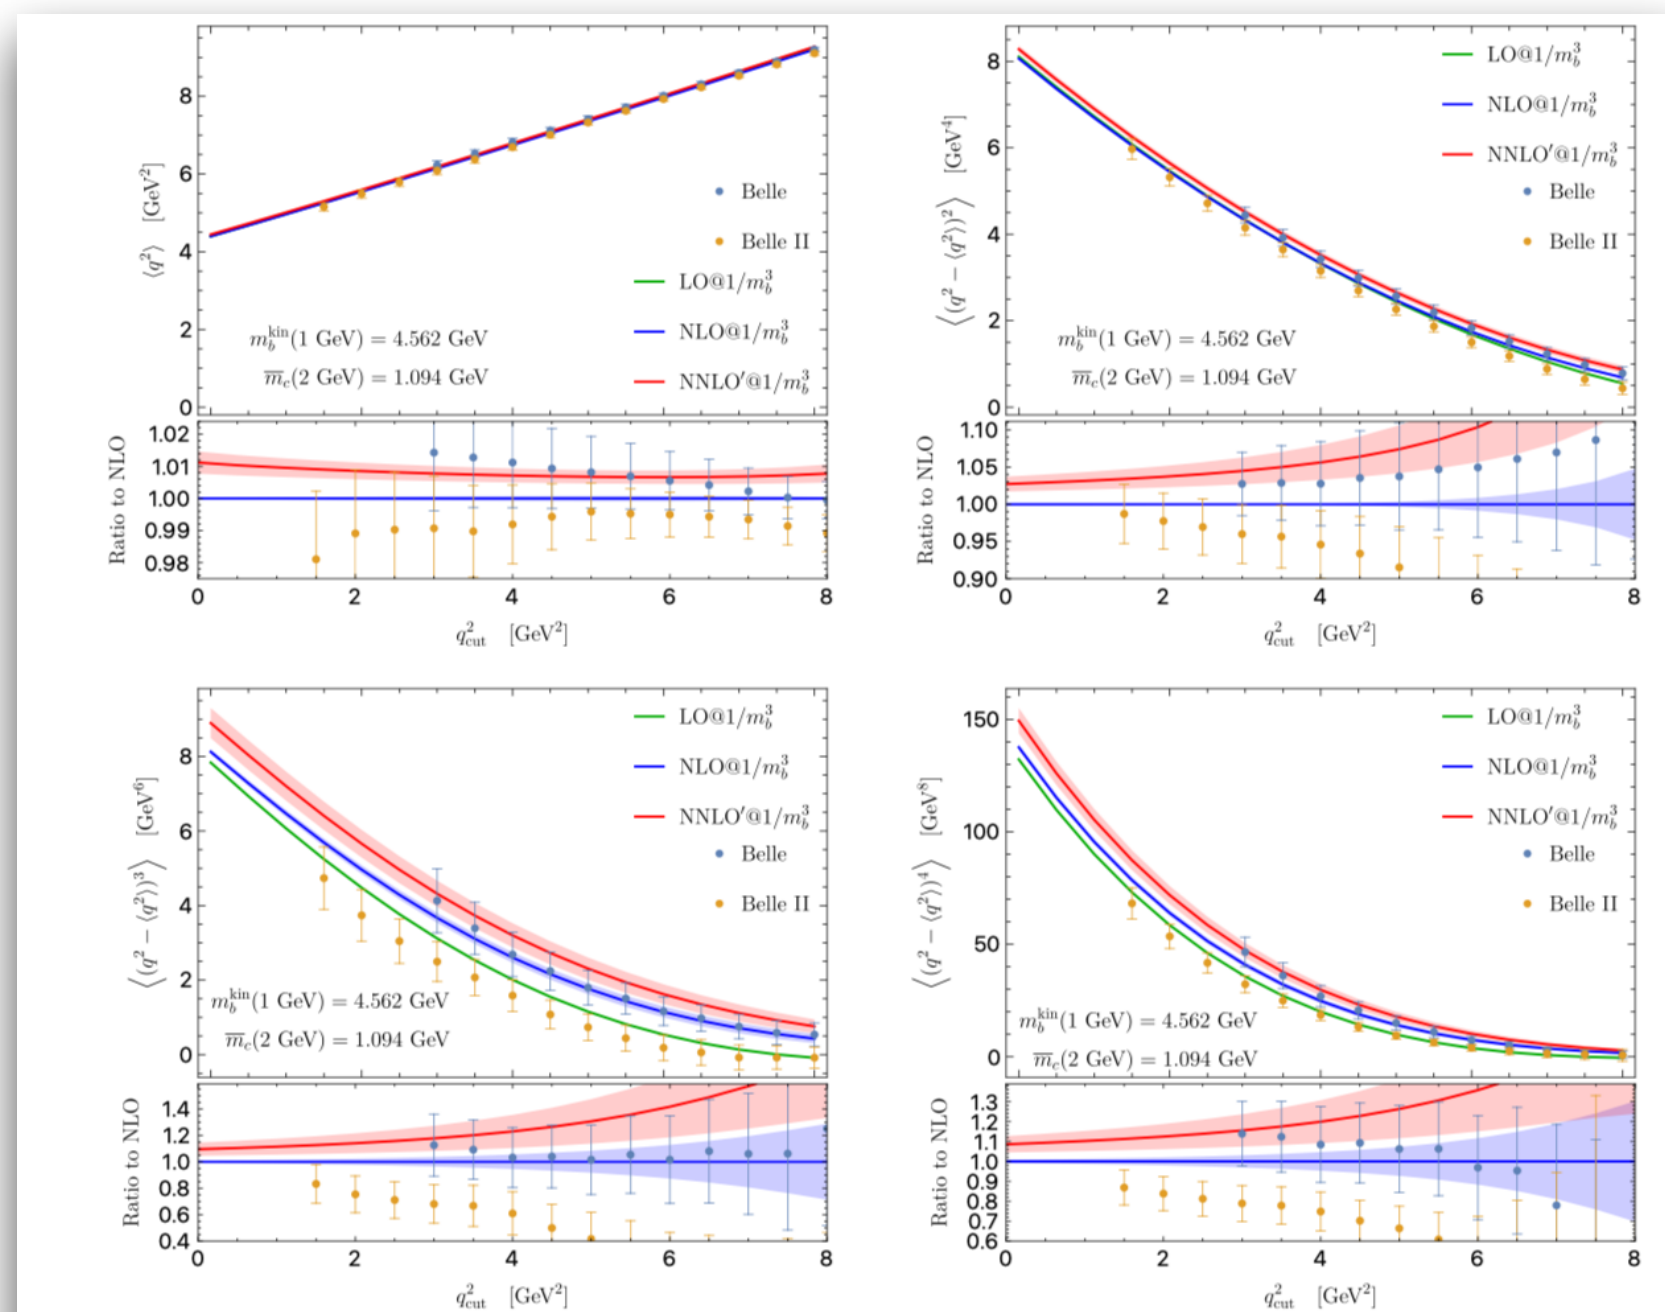 8
6
4
2
0
⟨q²⟩ [GeV²]
Belle
Belle II
LO@1/m_b^3
NLO@1/m_b^3
NNLO′@1/m_b^3
m_b^kin(1 GeV) = 4.562 GeV
m̅_c(2 GeV) = 1.094 GeV
1.02
1.01
1.00
0.99
0.98
Ratio to NLO
0 2 4 6 8
q²_cut [GeV²]
8
6
4
2
0
⟨(q² − ⟨q²⟩)²⟩ [GeV⁴]
LO@1/m_b^3
NLO@1/m_b^3
NNLO′@1/m_b^3
Belle
Belle II
m_b^kin(1 GeV) = 4.562 GeV
m̅_c(2 GeV) = 1.094 GeV
1.10
1.05
1.00
0.95
0.90
Ratio to NLO
0 2 4 6 8
q²_cut [GeV²]
8
6
4
2
0
⟨(q² − ⟨q²⟩)³⟩ [GeV⁶]
LO@1/m_b^3
NLO@1/m_b^3
NNLO′@1/m_b^3
Belle
Belle II
m_b^kin(1 GeV) = 4.562 GeV
m̅_c(2 GeV) = 1.094 GeV
1.4
1.2
1.0
0.8
0.6
0.4
Ratio to NLO
0 2 4 6 8
q²_cut [GeV²]
150
100
50
0
⟨(q² − ⟨q²⟩)⁴⟩ [GeV⁸]
LO@1/m_b^3
NLO@1/m_b^3
NNLO′@1/m_b^3
Belle
Belle II
m_b^kin(1 GeV) = 4.562 GeV
m̅_c(2 GeV) = 1.094 GeV
1.3
1.2
1.1
1.0
0.9
0.8
0.7
0.6
Ratio to NLO
0 2 4 6 8
q²_cut [GeV²]